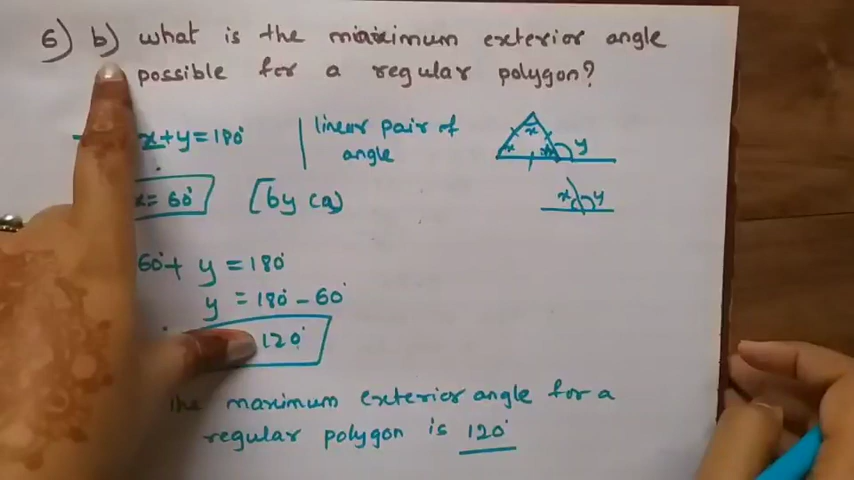 6) b) what is the maximum exterior angle
possible for a regular polygon?
x+y=180°
linear pair of
angle
x
x
x
y
x= 60°
[by (a)
x
y
60°+ y = 180°
y = 180° - 60°
120°
The maximum exterior angle for a
regular polygon is 120°